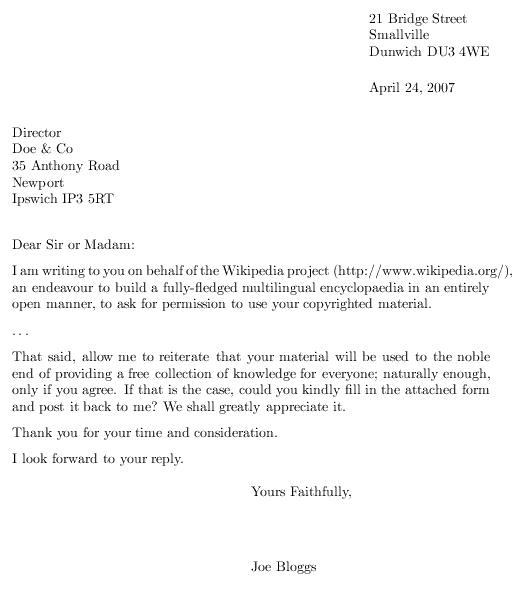 21 Bridge Street
Smallville
Dunwich DU3 4WE
April 24, 2007
Director
Doe & Co
35 Anthony Road
Newport
Ipswich IP3 5RT
Dear Sir or Madam:
I am writing to you on behalf of the Wikipedia project (http://www.wikipedia.org/),
an endeavour to build a fully-fledged multilingual encyclopaedia in an entirely
open manner, to ask for permission to use your copyrighted material.
...
That said, allow me to reiterate that your material will be used to the noble
end of providing a free collection of knowledge for everyone; naturally enough,
only if you agree. If that is the case, could you kindly fill in the attached form
and post it back to me? We shall greatly appreciate it.
Thank you for your time and consideration.
I look forward to your reply.
Yours Faithfully,
Joe Bloggs